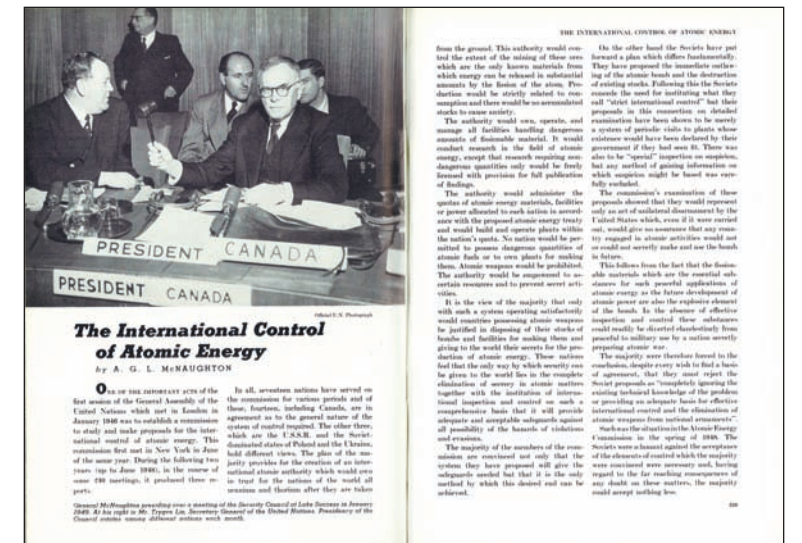 PRESIDENT CANADA
PRESIDENT CANADA
Official U.N. Photograph
The International Control
of Atomic Energy
by A. G. L. McNAUGHTON
ONE OF THE IMPORTANT ACTS of the
first session of the General Assembly of the
United Nations which met in London in
January 1946 was to establish a commission
to study and make proposals for the inter-
national control of atomic energy. This
commission first met in New York in June
of the same year. During the following two
years (up to June 1948), in the course of
some 240 meetings, it produced three re-
ports.
In all, seventeen nations have served on
the commission for various periods and of
these, fourteen, including Canada, are in
agreement as to the general nature of the
system of control required. The other three,
which are the U.S.S.R. and the Soviet-
dominated states of Poland and the Ukraine,
hold different views. The plan of the ma-
jority provides for the creation of an inter-
national atomic authority which would own
in trust for the nations of the world all
uranium and thorium after they are taken
General McNaughton presiding over a meeting of the Security Council at Lake Success in January
1949. At his right is Mr. Trygve Lie, Secretary General of the United Nations. Presidency of the
Council rotates among different nations each month.
THE INTERNATIONAL CONTROL OF ATOMIC ENERGY
from the ground. This authority would con-
trol the extent of the mining of these ores
which are the only known materials from
which energy can be released in substantial
amounts by the fission of the atom. Pro-
duction would be strictly related to con-
sumption and there would be no accumulated
stocks to cause anxiety.
The authority would own, operate, and
manage all facilities handling dangerous
amounts of fissionable material. It would
conduct research in the field of atomic
energy, except that research requiring non-
dangerous quantities only would be freely
licensed with provision for full publication
of findings.
The authority would administer the
quotas of atomic energy materials, facilities
or power allocated to each nation in accord-
ance with the proposed atomic energy treaty
and would build and operate plants within
the nation's quota. No nation would be per-
mitted to possess dangerous quantities of
atomic fuels or to own plants for making
them. Atomic weapons would be prohibited.
The authority would be empowered to as-
certain resources and to prevent secret acti-
vities.
It is the view of the majority that only
with such a system operating satisfactorily
would countries possessing atomic weapons
be justified in disposing of their stocks of
bombs and facilities for making them and
giving to the world their secrets for the pro-
duction of atomic energy. These nations
feel that the only way by which security can
be given to the world lies in the complete
elimination of secrecy in atomic matters
together with the institution of interna-
tional inspection and control on such a
comprehensive basis that it will provide
adequate and acceptable safeguards against
all possibility of the hazards of violations
and evasions.
The majority of the members of the com-
mission are convinced not only that the
system they have proposed will give the
safeguards needed but that it is the only
method by which this desired end can be
achieved.
On the other hand the Soviets have put
forward a plan which differs fundamentally.
They have proposed the immediate outlaw-
ing of the atomic bomb and the destruction
of existing stocks. Following this the Soviets
concede the need for instituting what they
call "strict international control" but their
proposals in this connection on detailed
examination have been shown to be merely
a system of periodic visits to plants whose
existence would have been declared by their
government if they had seen fit. There was
also to be "special" inspection on suspicion,
but any method of gaining information on
which suspicion might be based was care-
fully excluded.
The commission's examination of these
proposals showed that they would represent
only an act of unilateral disarmament by the
United States which, even if it were carried
out, would give no assurance that any coun-
try engaged in atomic activities would not
or could not secretly make and use the bomb
in future.
This follows from the fact that the fission-
able materials which are the essential sub-
stances for such peaceful applications of
atomic energy as the future development of
atomic power are also the explosive element
of the bomb. In the absence of effective
inspection and control these substances
could readily be diverted clandestinely from
peaceful to military use by a nation secretly
preparing atomic war.
The majority were therefore forced to the
conclusion, despite every wish to find a basis
of agreement, that they must reject the
Soviet proposals as "completely ignoring the
existing technical knowledge of the problem
or providing an adequate basis for effective
international control and the elimination of
atomic weapons from national armaments".
Such was the situation in the Atomic Energy
Commission in the spring of 1948. The
Soviets were adamant against the acceptance
of the elements of control which the majority
were convinced were necessary and, having
regard to the far reaching consequences of
any doubt on these matters, the majority
could accept nothing less.